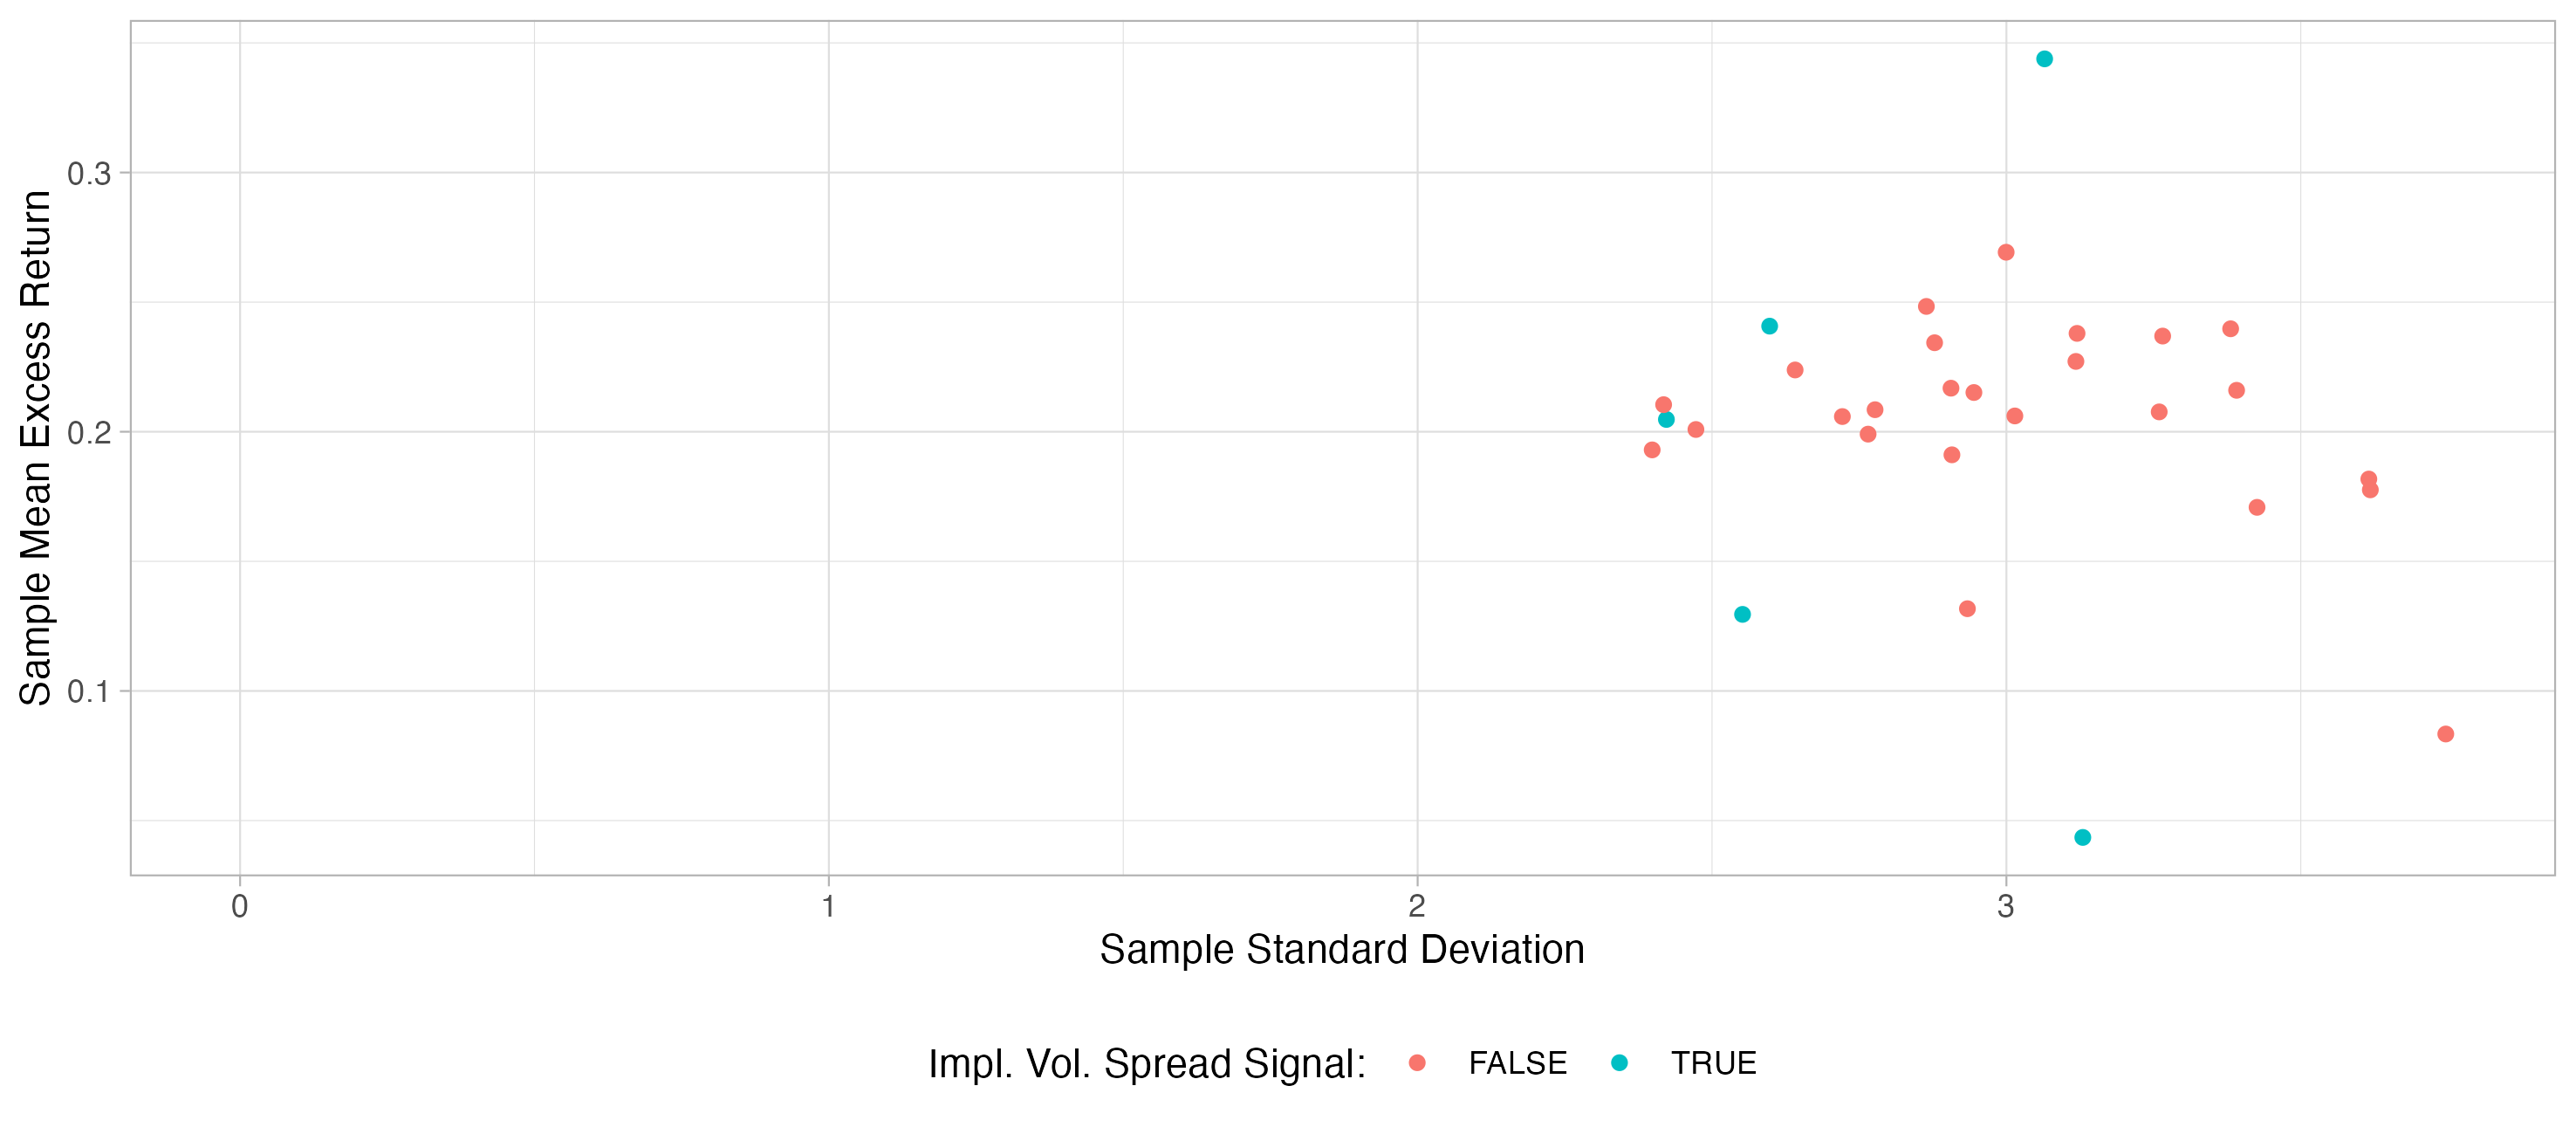 Sample Mean Excess Return
0.3
0.2
0.1
0 1 2 3
Sample Standard Deviation
Impl. Vol. Spread Signal: FALSE TRUE